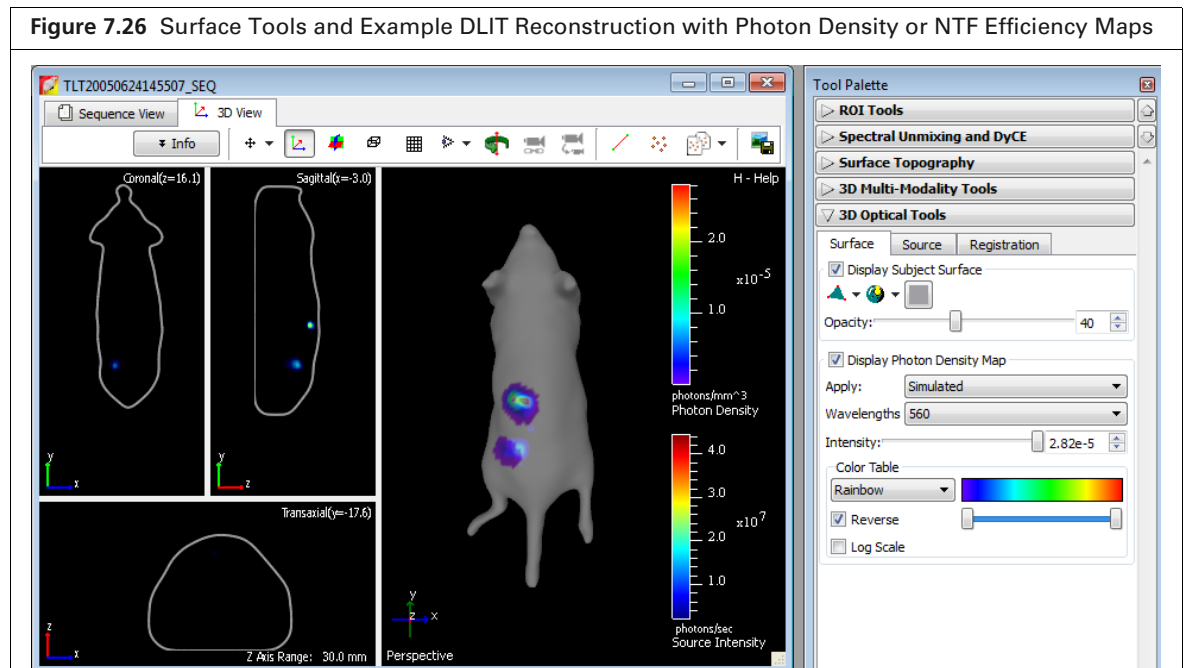 Figure 7.26 Surface Tools and Example DLIT Reconstruction with Photon Density or NTF Efficiency Maps
TLT20050624145507_SEQ
Sequence View
3D View
Info
Coronal(z=16.1)
Sagittal(x=-3.0)
H - Help
2.0
x10^-5
1.0
photons/mm^3
Photon Density
4.0
3.0
x10^7
2.0
1.0
photons/sec
Source Intensity
y
x
y
z
Transaxial(y=-17.6)
z
x
Z Axis Range: 30.0 mm
y
z x
Perspective
Tool Palette
ROI Tools
Spectral Unmixing and DyCE
Surface Topography
3D Multi-Modality Tools
3D Optical Tools
Surface Source Registration
Display Subject Surface
Opacity: 40
Display Photon Density Map
Apply: Simulated
Wavelengths 560
Intensity: 2.82e-5
Color Table
Rainbow
Reverse
Log Scale